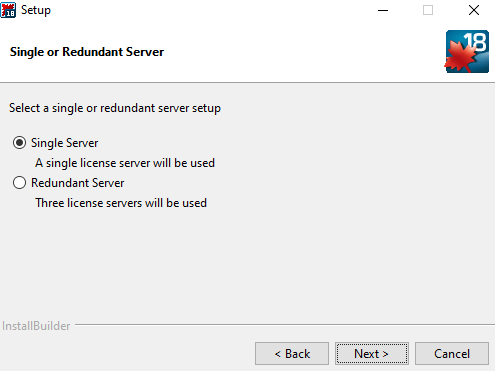 18 Setup
Single or Redundant Server
18
Select a single or redundant server setup
Single Server
A single license server will be used
Redundant Server
Three license servers will be used
InstallBuilder
< Back Next > Cancel